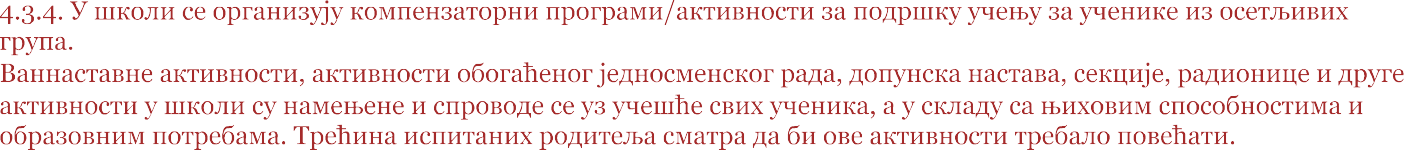 4.3.4. У школи се организују компензаторни програми/активности за подршку учењу за ученике из осетљивих
група.
Ваннаставне активности, активности обогаћеног једносменског рада, допунска настава, секције, радионице и друге
активности у школи су намењене и спроводе се уз учешће свих ученика, а у складу са њиховим способностима и
образовним потребама. Трећина испитаних родитеља сматра да би ове активности требало повећати.